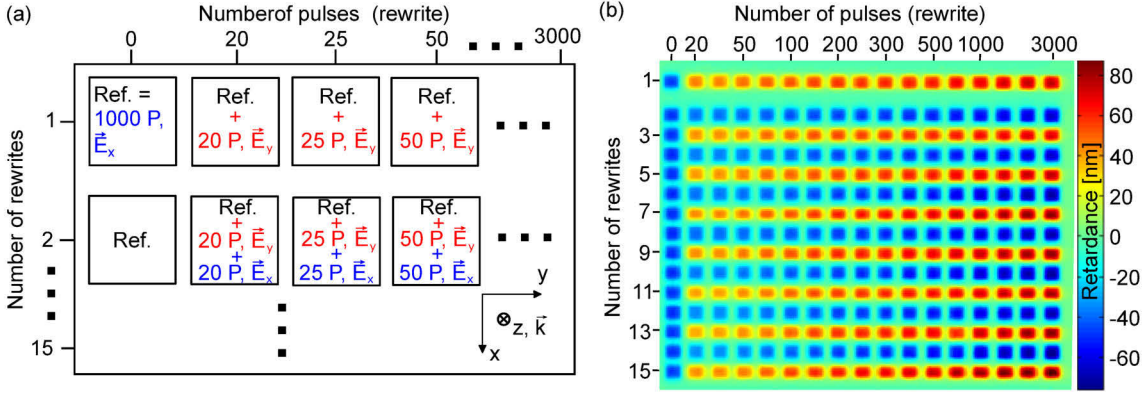 (a)
Numberof pulses (rewrite)
0 20 25 50 3000
Number of rewrites
1
2
15
Ref. =
1000 P,
E⃗x
Ref.
+
20 P, E⃗y
Ref.
+
25 P, E⃗y
Ref.
+
50 P, E⃗y
Ref.
Ref.
+
20 P, E⃗y
+
20 P, E⃗x
Ref.
+
25 P, E⃗y
+
25 P, E⃗x
Ref.
+
50 P, E⃗y
+
50 P, E⃗x
y
z, k⃗
x
(b)
Number of pulses (rewrite)
0 20 50 100 200 300 500 1000 3000
Number of rewrites
1
3
5
7
9
11
13
15
Retardance [nm]
80
60
40
20
0
-20
-40
-60